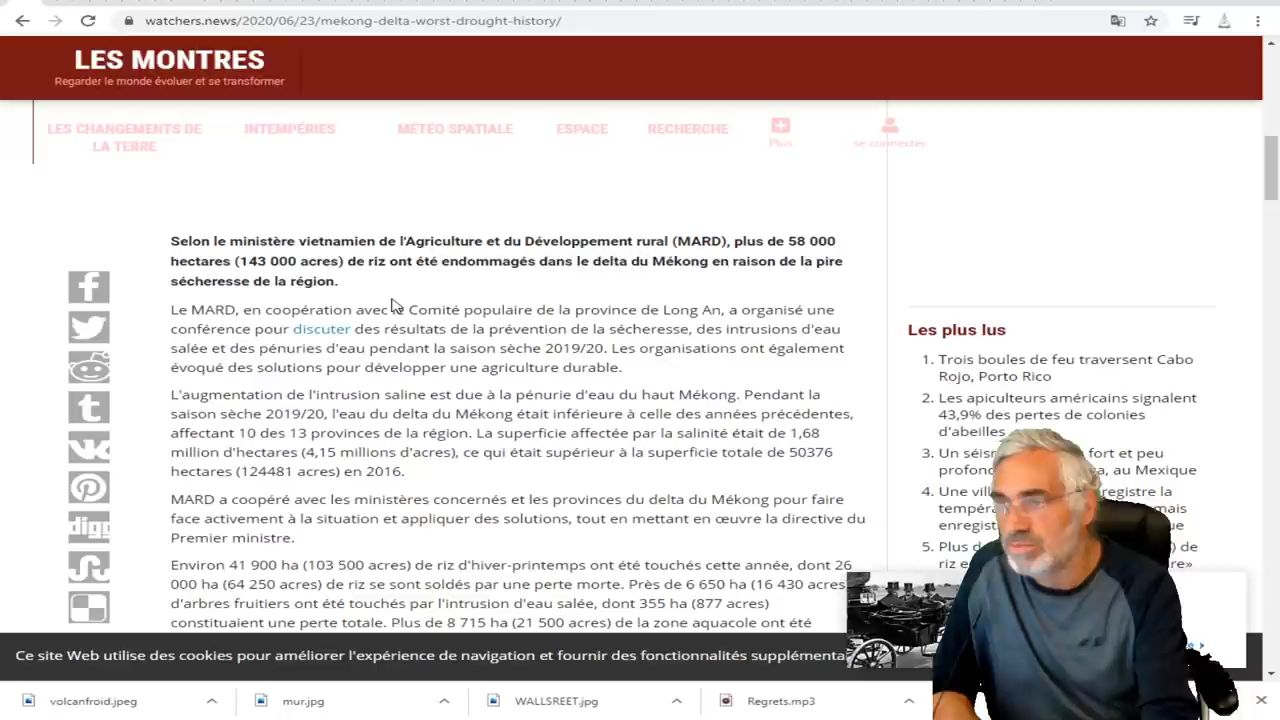 watchers.news/2020/06/23/mekong-delta-worst-drought-history/
LES MONTRES
Regarder le monde évoluer et se transformer
LES CHANGEMENTS DE
LA TERRE
INTEMPÉRIES
MÉTÉO SPATIALE
ESPACE
RECHERCHE
Plus
se connecter
Selon le ministère vietnamien de l'Agriculture et du Développement rural (MARD), plus de 58 000
hectares (143 000 acres) de riz ont été endommagés dans le delta du Mékong en raison de la pire
sécheresse de la région.
Le MARD, en coopération avec le Comité populaire de la province de Long An, a organisé une
conférence pour discuter des résultats de la prévention de la sécheresse, des intrusions d'eau
salée et des pénuries d'eau pendant la saison sèche 2019/20. Les organisations ont également
évoqué des solutions pour développer une agriculture durable.
L'augmentation de l'intrusion saline est due à la pénurie d'eau du haut Mékong. Pendant la
saison sèche 2019/20, l'eau du delta du Mékong était inférieure à celle des années précédentes,
affectant 10 des 13 provinces de la région. La superficie affectée par la salinité était de 1,68
million d'hectares (4,15 millions d'acres), ce qui était supérieur à la superficie totale de 50376
hectares (124481 acres) en 2016.
MARD a coopéré avec les ministères concernés et les provinces du delta du Mékong pour faire
face activement à la situation et appliquer des solutions, tout en mettant en œuvre la directive du
Premier ministre.
Environ 41 900 ha (103 500 acres) de riz d'hiver-printemps ont été touchés cette année, dont 26
000 ha (64 250 acres) de riz se sont soldés par une perte morte. Près de 6 650 ha (16 430 acres
d'arbres fruitiers ont été touchés par l'intrusion d'eau salée, dont 355 ha (877 acres)
constituaient une perte totale. Plus de 8 715 ha (21 500 acres) de la zone aquacole ont été
digg
Les plus lus
1. Trois boules de feu traversent Cabo
Rojo, Porto Rico
2. Les apiculteurs américains signalent
43,9% des pertes de colonies
d'abeilles
3. Un séis fort et peu
profon a, au Mexique
4. Une vil registre la
tempéra mais
enregist que
5. Plus d ) de
riz e e»
Ce site Web utilise des cookies pour améliorer l'expérience de navigation et fournir des fonctionnalités supplémenta
volcanfroid.jpeg
mur.jpg
WALLSREET.jpg
Regrets.mp3